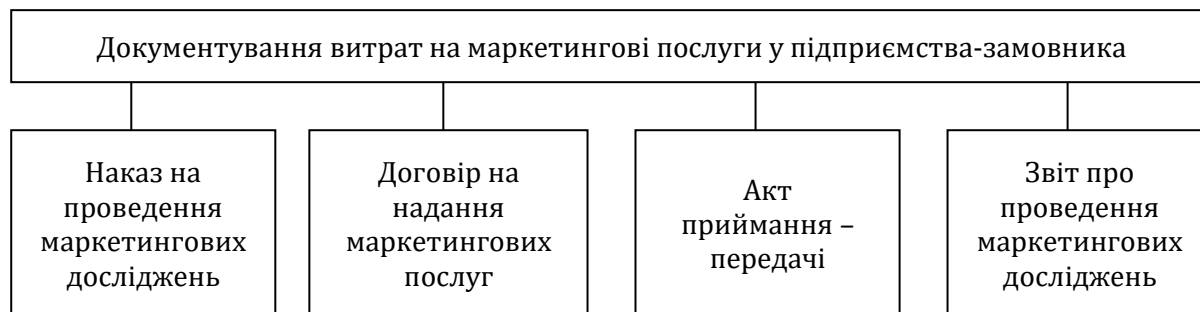 Документування витрат на маркетингові послуги у підприємства-замовника
Наказ на
проведення
маркетингових
досліджень
Договір на
надання
маркетингових
послуг
Акт
приймання –
передачі
Звіт про
проведення
маркетингових
досліджень